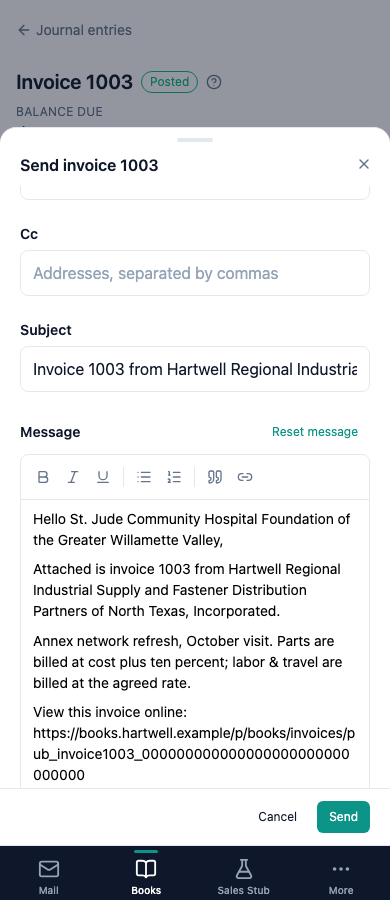 Journal entries
Invoice 1003 Posted
BALANCE DUE
Send invoice 1003
Cc
Addresses, separated by commas
Subject
Invoice 1003 from Hartwell Regional Industria
Message Reset message
Hello St. Jude Community Hospital Foundation of
the Greater Willamette Valley,
Attached is invoice 1003 from Hartwell Regional
Industrial Supply and Fastener Distribution
Partners of North Texas, Incorporated.
Annex network refresh, October visit. Parts are
billed at cost plus ten percent; labor & travel are
billed at the agreed rate.
View this invoice online:
https://books.hartwell.example/p/books/invoices/p
ub_invoice1003_000000000000000000000000
000000
Cancel Send
Mail Books Sales Stub More